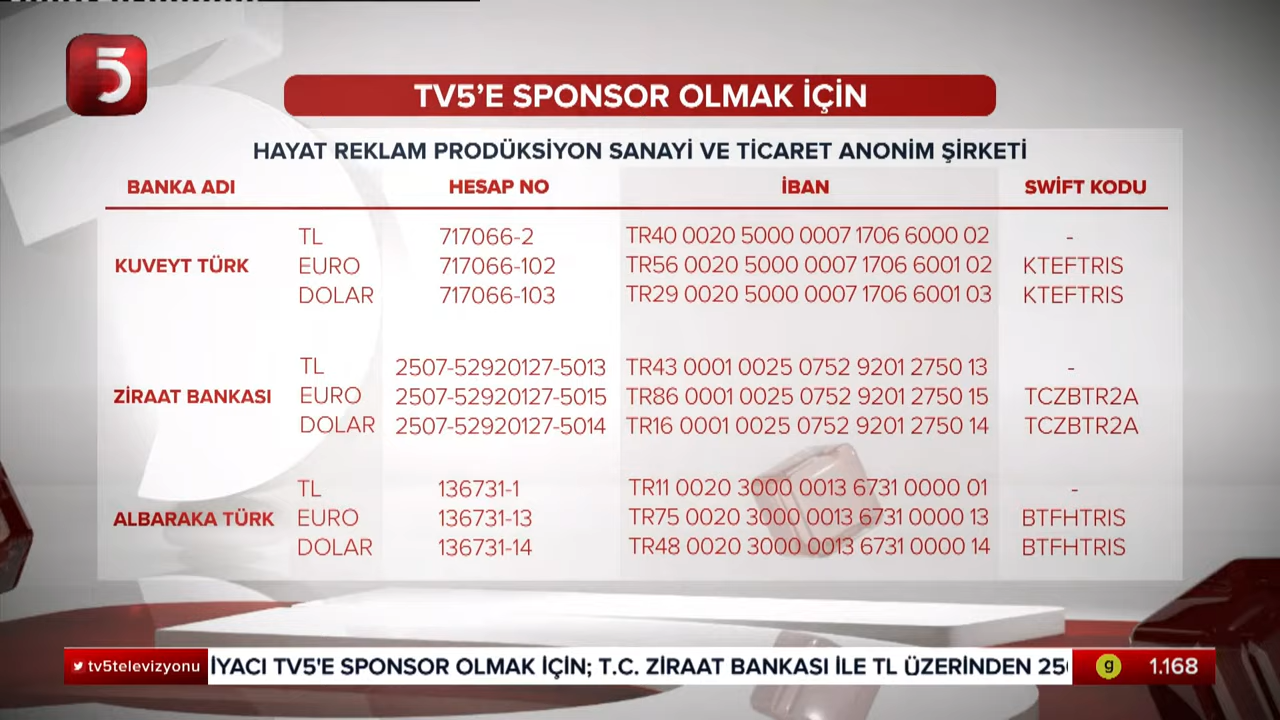 5
TV5'E SPONSOR OLMAK İÇİN
HAYAT REKLAM PRODÜKSİYON SANAYİ VE TİCARET ANONİM ŞİRKETİ
BANKA ADI HESAP NO İBAN SWİFT KODU
TL 717066-2 TR40 0020 5000 0007 1706 6000 02 -
KUVEYT TÜRK EURO 717066-102 TR56 0020 5000 0007 1706 6001 02 KTEFTRIS
DOLAR 717066-103 TR29 0020 5000 0007 1706 6001 03 KTEFTRIS
TL 2507-52920127-5013 TR43 0001 0025 0752 9201 2750 13 -
ZİRAAT BANKASI EURO 2507-52920127-5015 TR86 0001 0025 0752 9201 2750 15 TCZBTR2A
DOLAR 2507-52920127-5014 TR16 0001 0025 0752 9201 2750 14 TCZBTR2A
TL 136731-1 TR11 0020 3000 0013 6731 0000 01 -
ALBARAKA TÜRK EURO 136731-13 TR75 0020 3000 0013 6731 0000 13 BTFHTRIS
DOLAR 136731-14 TR48 0020 3000 0013 6731 0000 14 BTFHTRIS
tv5televizyonu İYACI TV5'E SPONSOR OLMAK İÇİN; T.C. ZİRAAT BANKASI İLE TL ÜZERİNDEN 25 g 1.168